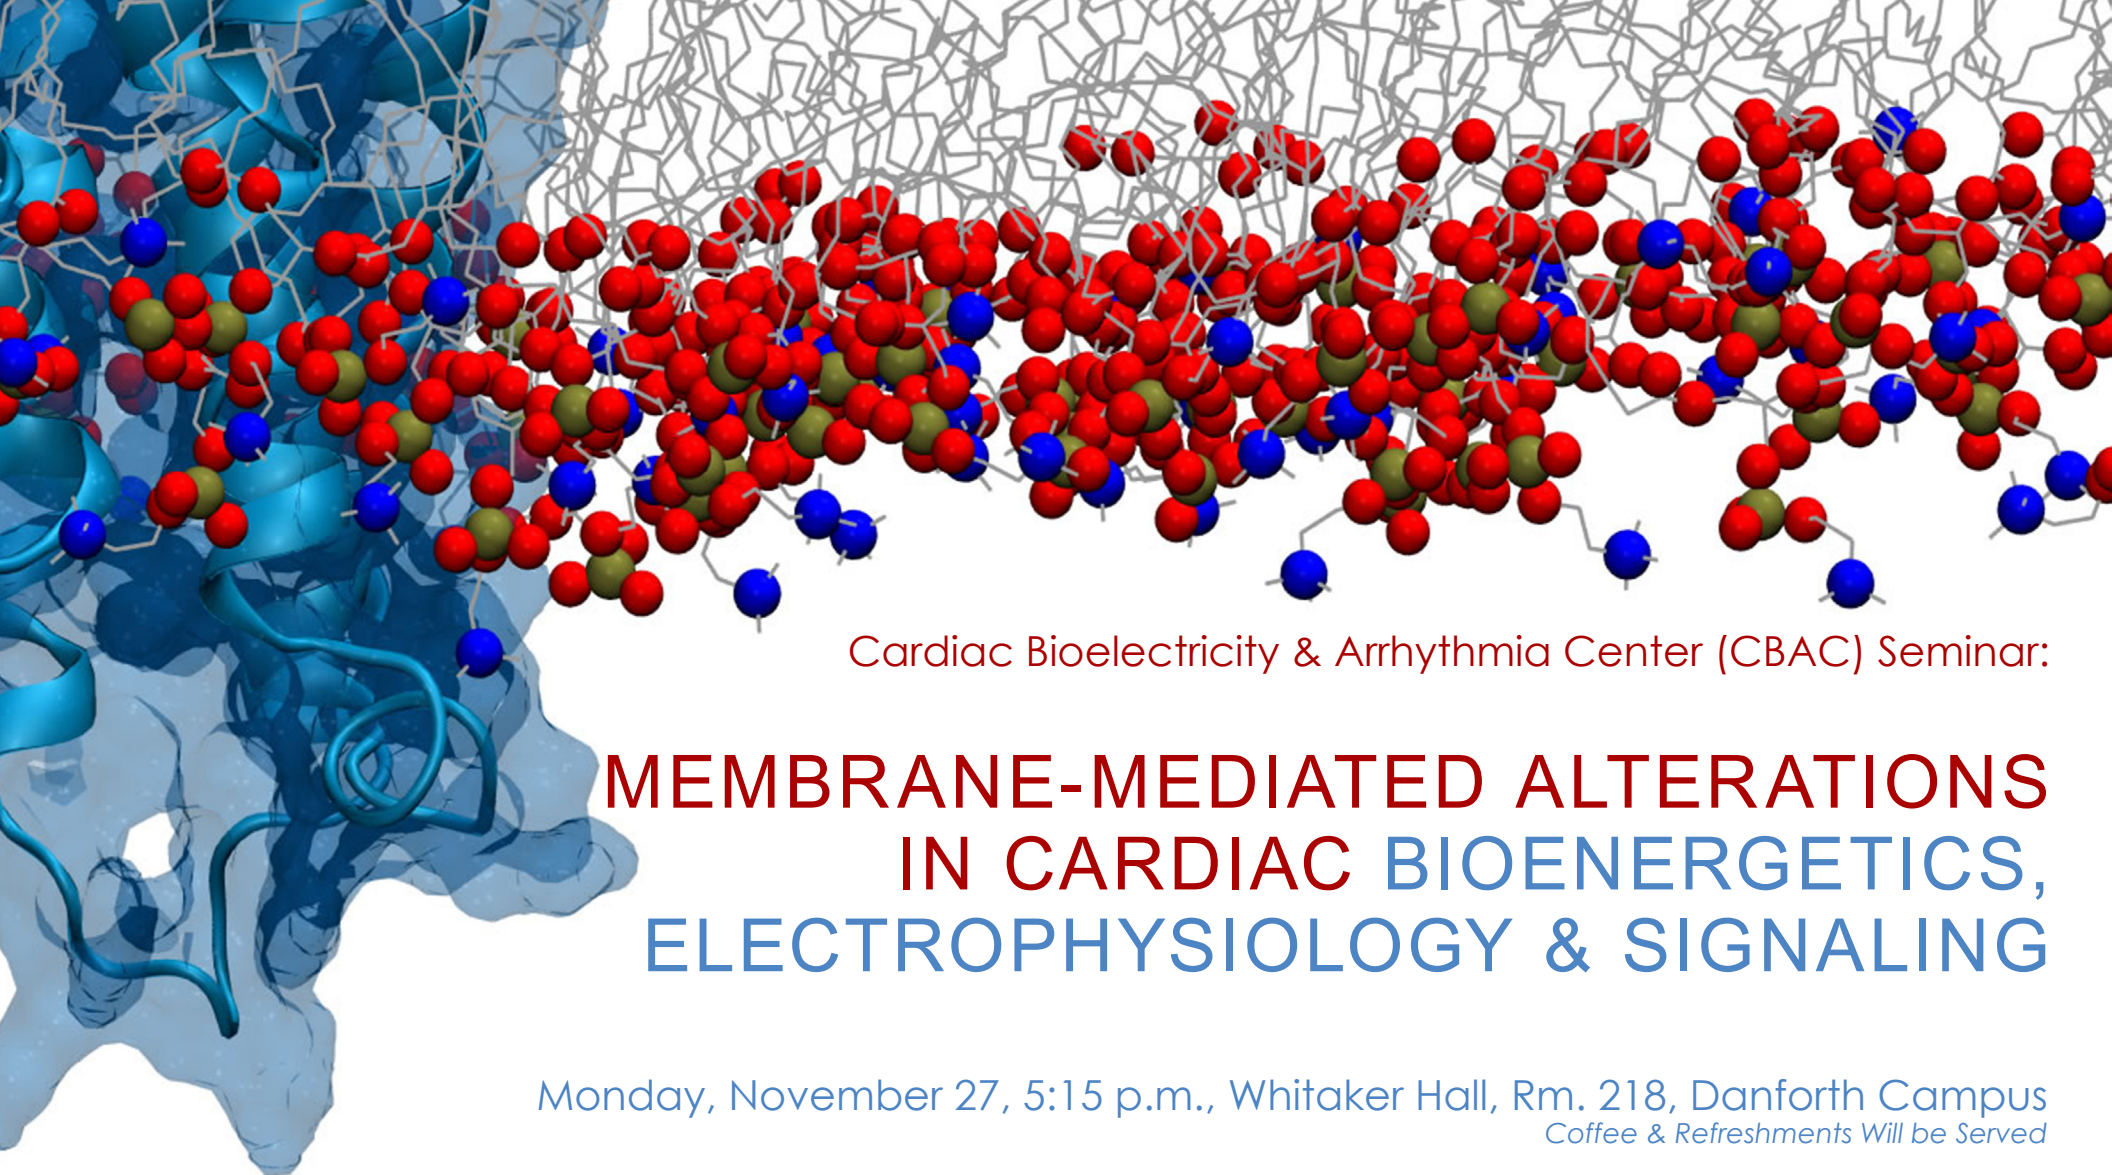 Cardiac Bioelectricity & Arrhythmia Center (CBAC) Seminar:
MEMBRANE-MEDIATED ALTERATIONS
IN CARDIAC BIOENERGETICS,
ELECTROPHYSIOLOGY & SIGNALING
Monday, November 27, 5:15 p.m., Whitaker Hall, Rm. 218, Danforth Campus
Coffee & Refreshments Will be Served